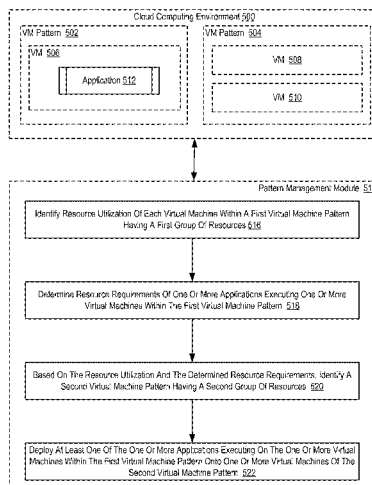 Cloud Computing Environment 500
VM Pattern 502
VM 506
Application 512
VM Pattern 504
VM 508
VM 510
Pattern Management Module 51
Identify Resource Utilization Of Each Virtual Machine Within A First Virtual Machine Pattern
Having A First Group Of Resources 516
Determine Resource Requirements Of One Or More Applications Executing One Or More
Virtual Machines Within The First Virtual Machine Pattern 518
Based On The Resource Utilization And The Determined Resource Requirements, Identify A
Second Virtual Machine Pattern Having A Second Group Of Resources 520
Deploy At Least One Of The One Or More Applications Executing On The One Or More Virtual
Machines Within The First Virtual Machine Pattern Onto One Or More Virtual Machines Of The
Second Virtual Machine Pattern 522